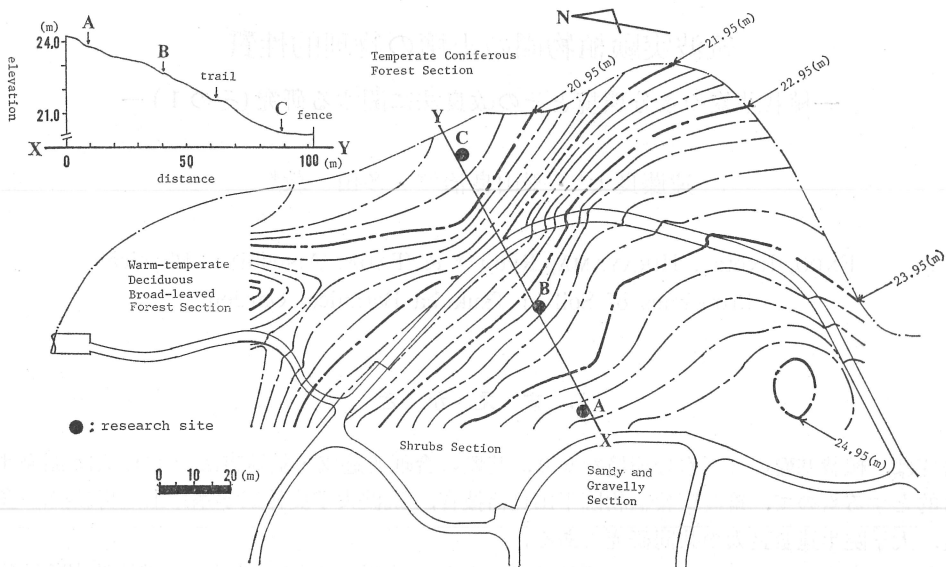 (m)
A
24.0
B
trail
C
fence
21.0
elevation
X
0
50
100 (m)
Y
distance
Temperate Coniferous
Forest Section
N
20.95(m)
21.95(m)
22.95(m)
23.95(m)
24.95(m)
Y
C
B
A
X
Warm-temperate
Deciduous
Broad-leaved
Forest Section
: research site
Shrubs Section
Sandy and
Gravelly
Section
0
10
20 (m)